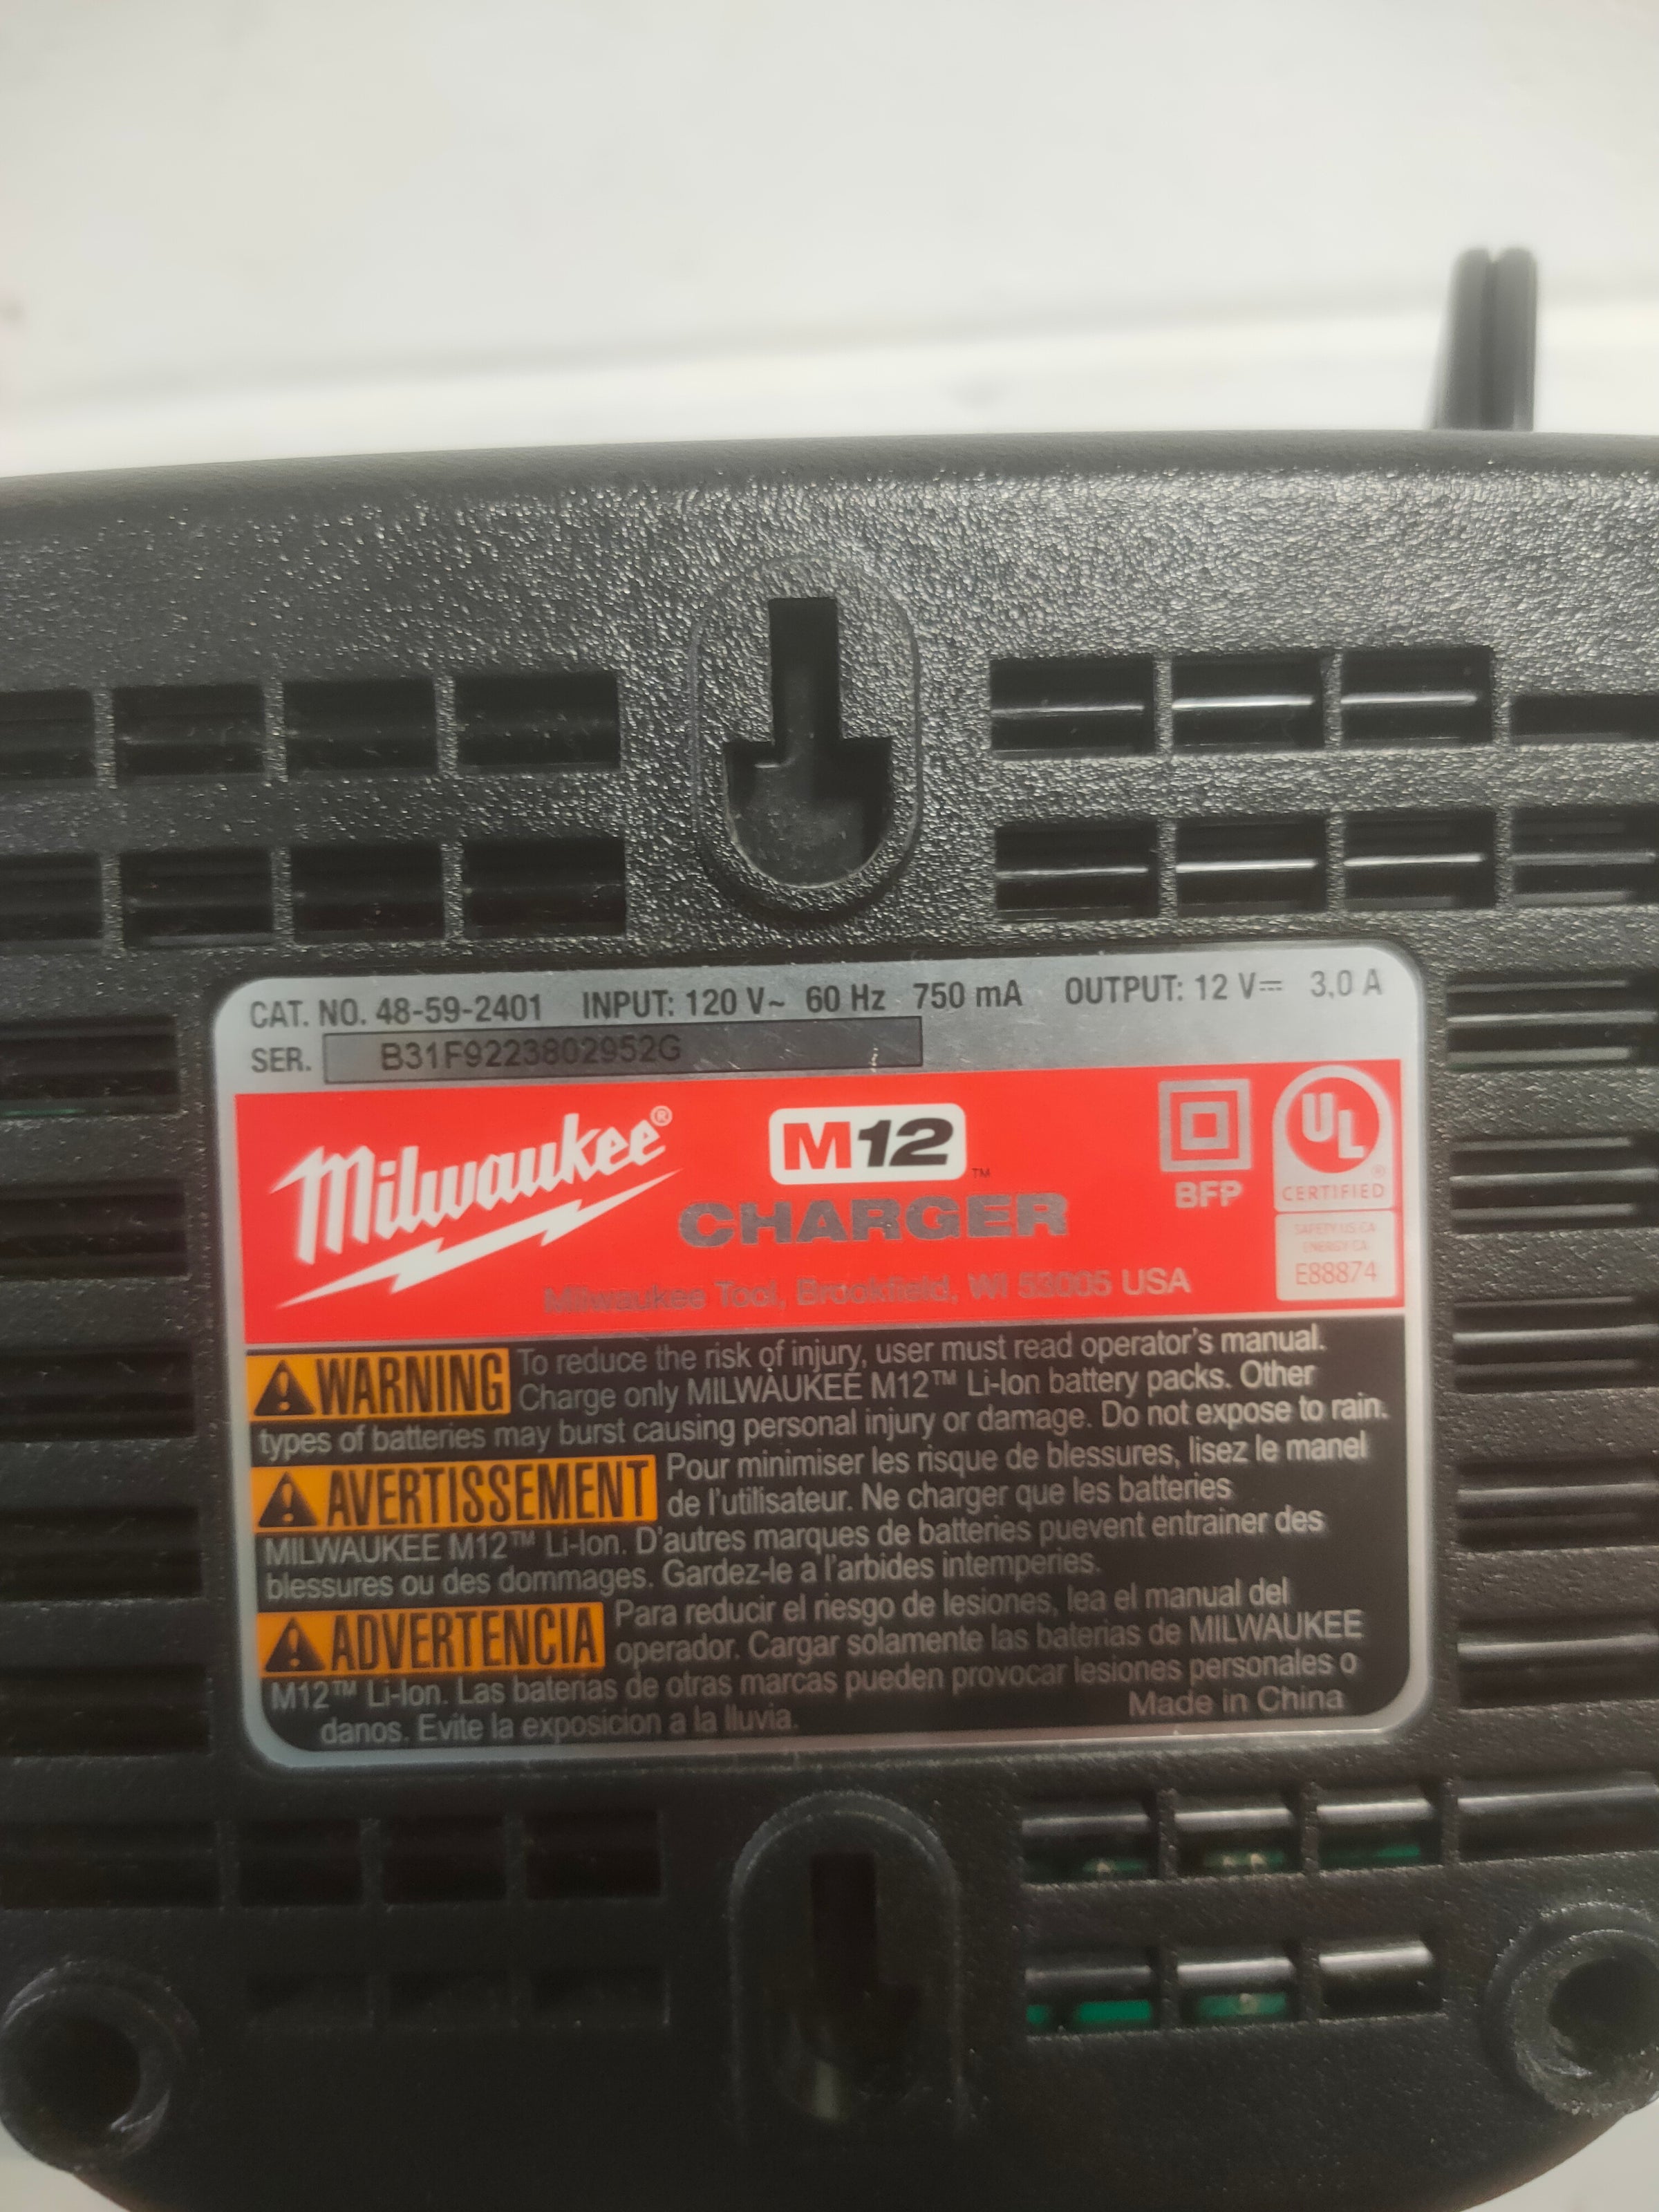 CAT. NO. 48-59-2401 INPUT: 120 V~ 60 Hz 750 mA OUTPUT: 12 V⎓ 3,0 A
SER. B31F9223802952G
Milwaukee®
M12™
CHARGER
BFP
UL
®
CERTIFIED
SAFETY:US,CA
ENERGY:CA
E88874
Milwaukee Tool, Brookfield, WI 53005 USA
WARNING To reduce the risk of injury, user must read operator's manual.
Charge only MILWAUKEE M12™ Li-Ion battery packs. Other
types of batteries may burst causing personal injury or damage. Do not expose to rain.
AVERTISSEMENT Pour minimiser les risque de blessures, lisez le manel
de l'utilisateur. Ne charger que les batteries
MILWAUKEE M12™ Li-Ion. D'autres marques de batteries puevent entrainer des
blessures ou des dommages. Gardez-le a l'arbides intemperies.
ADVERTENCIA Para reducir el riesgo de lesiones, lea el manual del
operador. Cargar solamente las baterias de MILWAUKEE
M12™ Li-Ion. Las baterias de otras marcas pueden provocar lesiones personales o
danos. Evite la exposicion a la lluvia.
Made in China